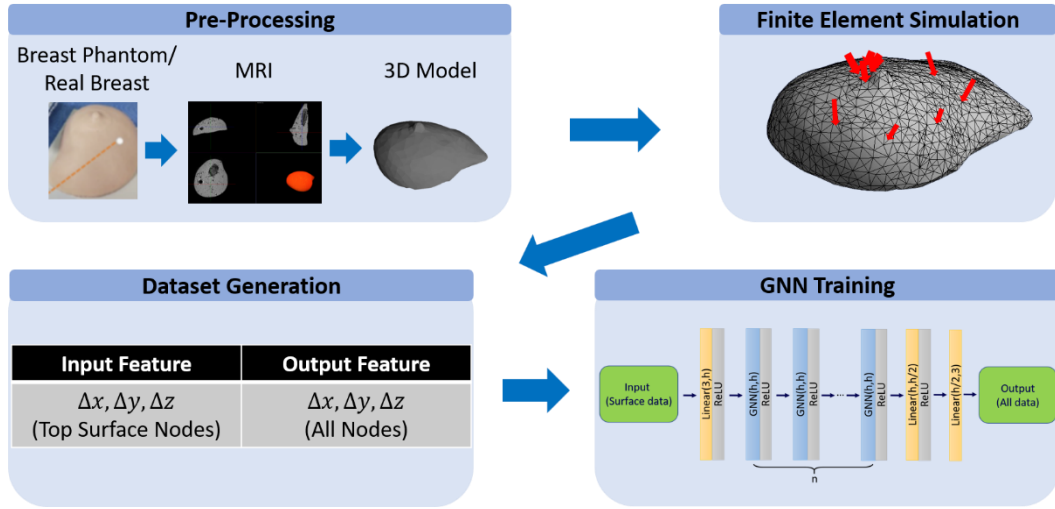 Pre-Processing
Breast Phantom/
Real Breast
MRI
3D Model
Finite Element Simulation
Dataset Generation
Input Feature
Output Feature
Δx, Δy, Δz
(Top Surface Nodes)
Δx, Δy, Δz
(All Nodes)
GNN Training
Input
(Surface data)
Linear(3,h)
ReLU
GNN(h,h)
ReLU
GNN(h,h)
ReLU
...
GNN(h,h)
ReLU
Linear(h,h/2)
ReLU
Linear(h/2,3)
Output
(All data)
n